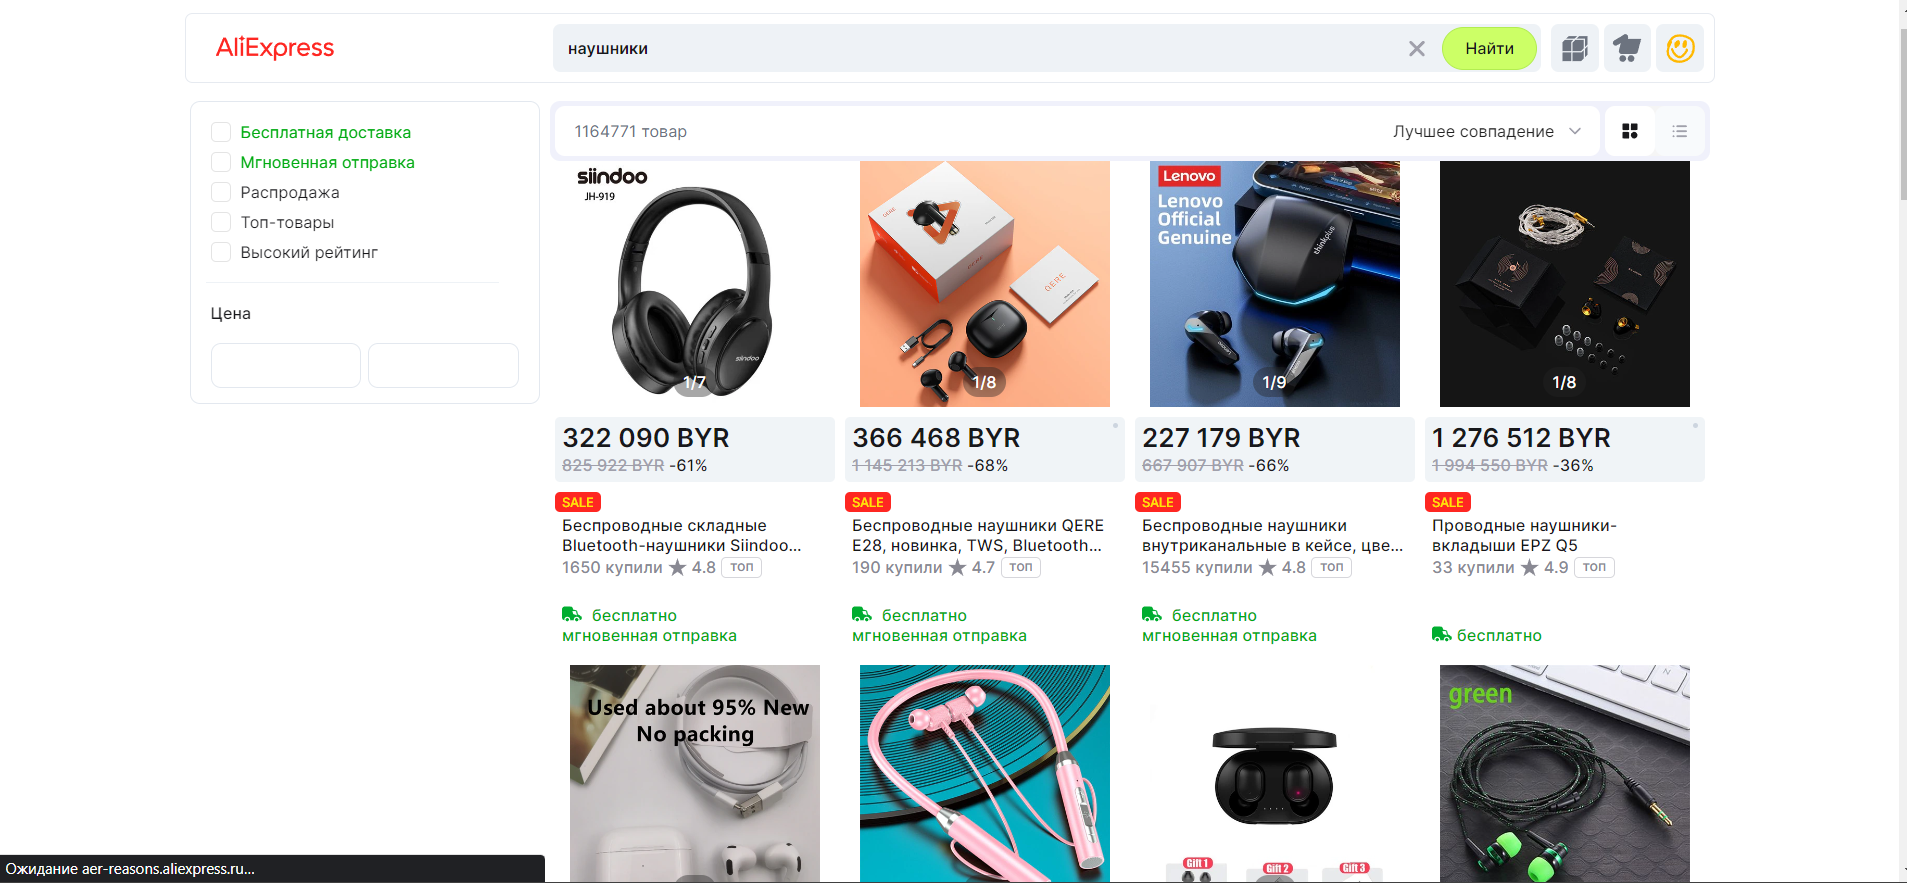 AliExpress
наушники
Найти
Бесплатная доставка
Мгновенная отправка
Распродажа
Топ-товары
Высокий рейтинг
Цена
1164771 товар
Лучшее совпадение
siindoo
JH-919
siindoo
1/7
QERE
QERE
QERE
1/8
Lenovo
Lenovo
Official
Genuine
thinkplus
Lenovo
1/9
1/8
322 090 BYR
825 922 BYR -61%
SALE
Беспроводные складные
Bluetooth-наушники Siindoo...
1650 купили ★ 4.8 топ
бесплатно
мгновенная отправка
366 468 BYR
1 145 213 BYR -68%
SALE
Беспроводные наушники QERE
E28, новинка, TWS, Bluetooth...
190 купили ★ 4.7 топ
бесплатно
мгновенная отправка
227 179 BYR
667 907 BYR -66%
SALE
Беспроводные наушники
внутриканальные в кейсе, цве...
15455 купили ★ 4.8 топ
бесплатно
мгновенная отправка
1 276 512 BYR
1 994 550 BYR -36%
SALE
Проводные наушники-
вкладыши EPZ Q5
33 купили ★ 4.9 топ
бесплатно
Used about 95% New
No packing
Gift 1
Gift 2
Gift 3
green
Ожидание aer-reasons.aliexpress.ru...